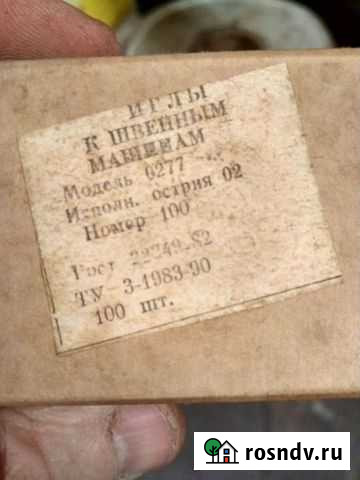 ИГЛЫ
К ШВЕЙНЫМ
МАШИНАМ
Модель 0277
Исполн. острия 02
Номер 100
Гост 22249-82
ТУ 3-1983-90
100 шт.
rosndv.ru